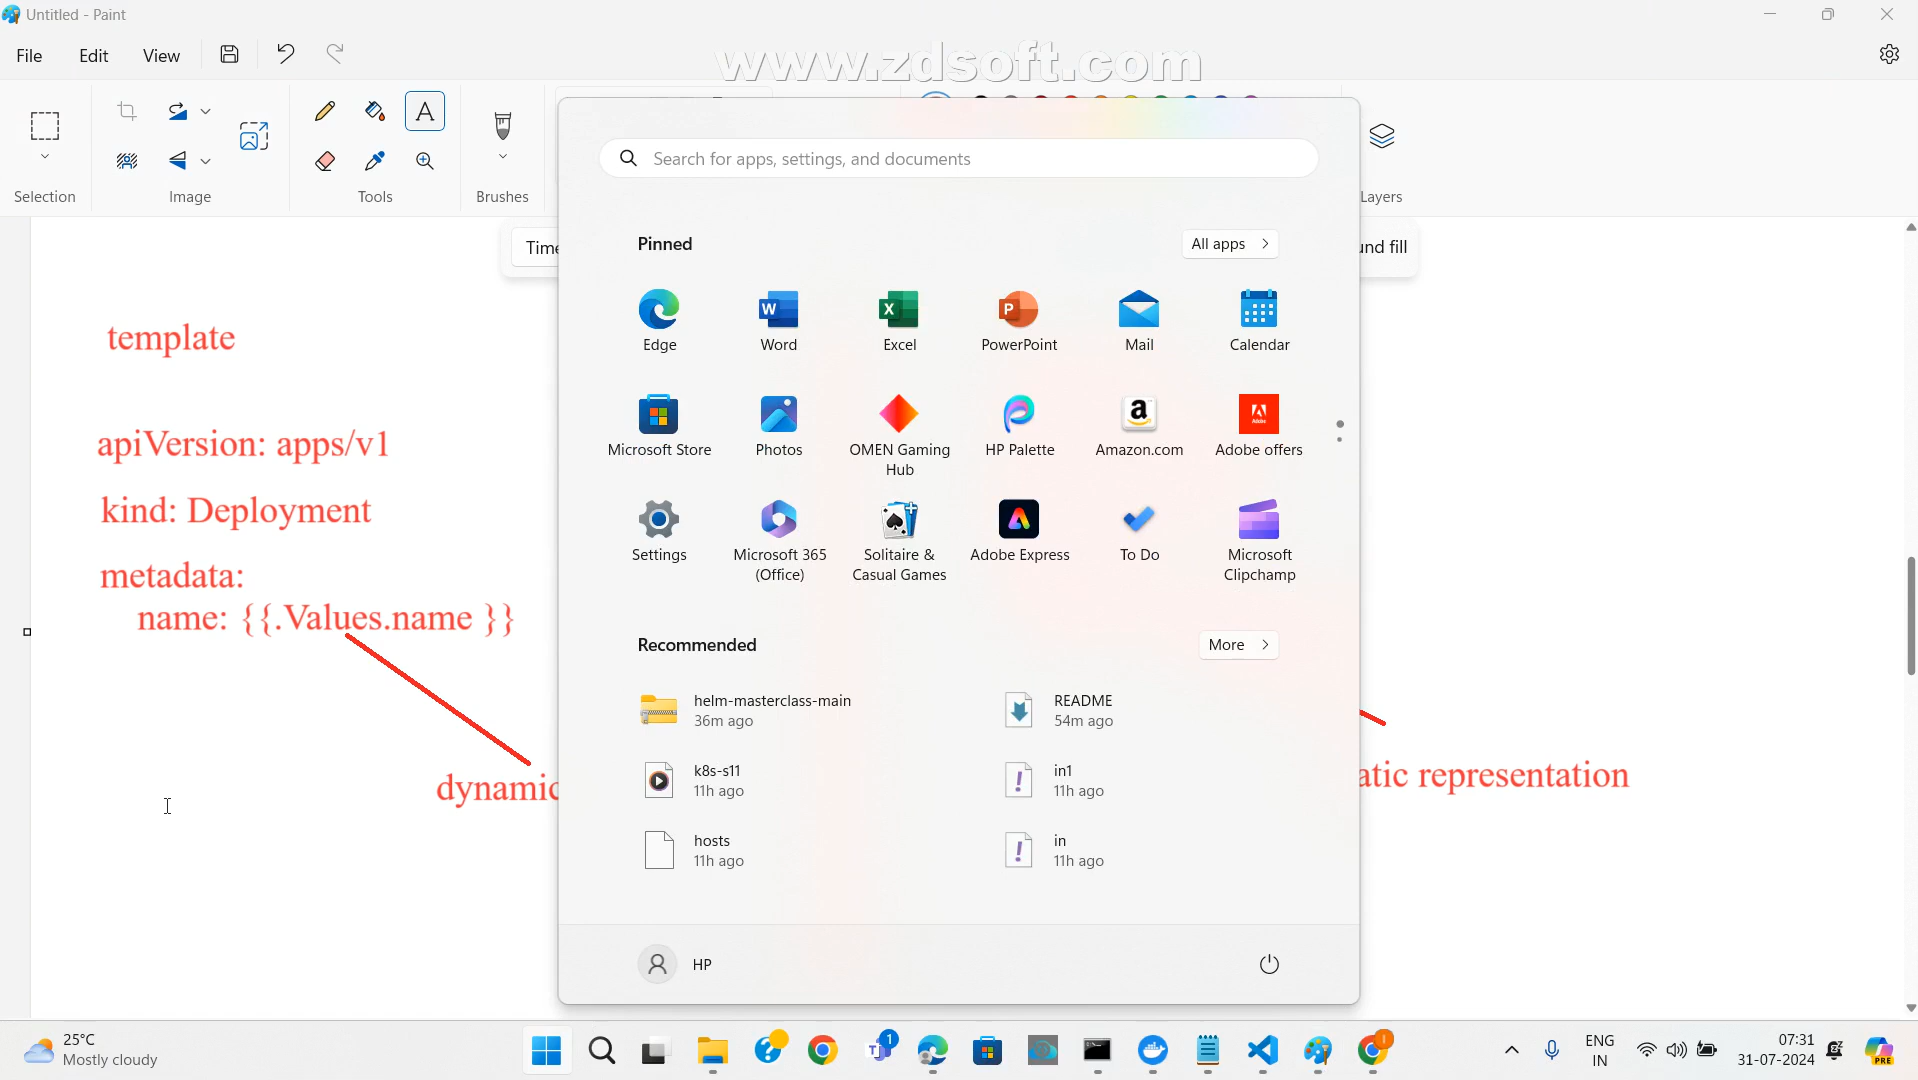 Untitled - Paint
File Edit View
www.zdsoft.com
Selection Image Tools Brushes
Layers
Search for apps, settings, and documents
Pinned
All apps
Edge Word Excel PowerPoint Mail Calendar
Microsoft Store Photos OMEN Gaming Hub HP Palette Amazon.com Adobe offers
Settings Microsoft 365 (Office) Solitaire & Casual Games Adobe Express To Do Microsoft Clipchamp
Recommended
More
helm-masterclass-main
36m ago
README
54m ago
k8s-s11
11h ago
in1
11h ago
hosts
11h ago
in
11h ago
HP
template
apiVersion: apps/v1
kind: Deployment
metadata:
name: {{.Values.name }}
dynamic
atic representation
25°C
Mostly cloudy
ENG
IN
07:31
31-07-2024